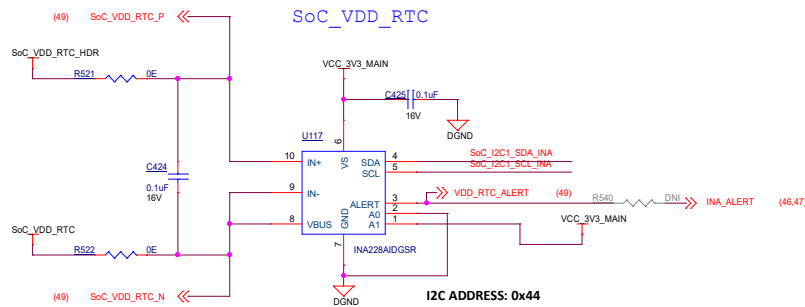 SoC_VDD_RTC
(49) SoC_VDD_RTC_P
SoC_VDD_RTC_HDR
VCC_3V3_MAIN
R521 0E
C425 0.1uF
16V
DGND
U117
6
C424
0.1uF
16V
10 IN+ VS SDA 4 SoC_I2C1_SDA_INA
SCL 5 SoC_I2C1_SCL_INA
9 IN-
ALERT 3 VDD_RTC_ALERT (49) R540 DNI INA_ALERT (46,47)
8 VBUS GND A0 2
A1 1 VCC_3V3_MAIN
SoC_VDD_RTC
R522 0E
7 INA228AIDGSR
(49) SoC_VDD_RTC_N
DGND
I2C ADDRESS: 0x44